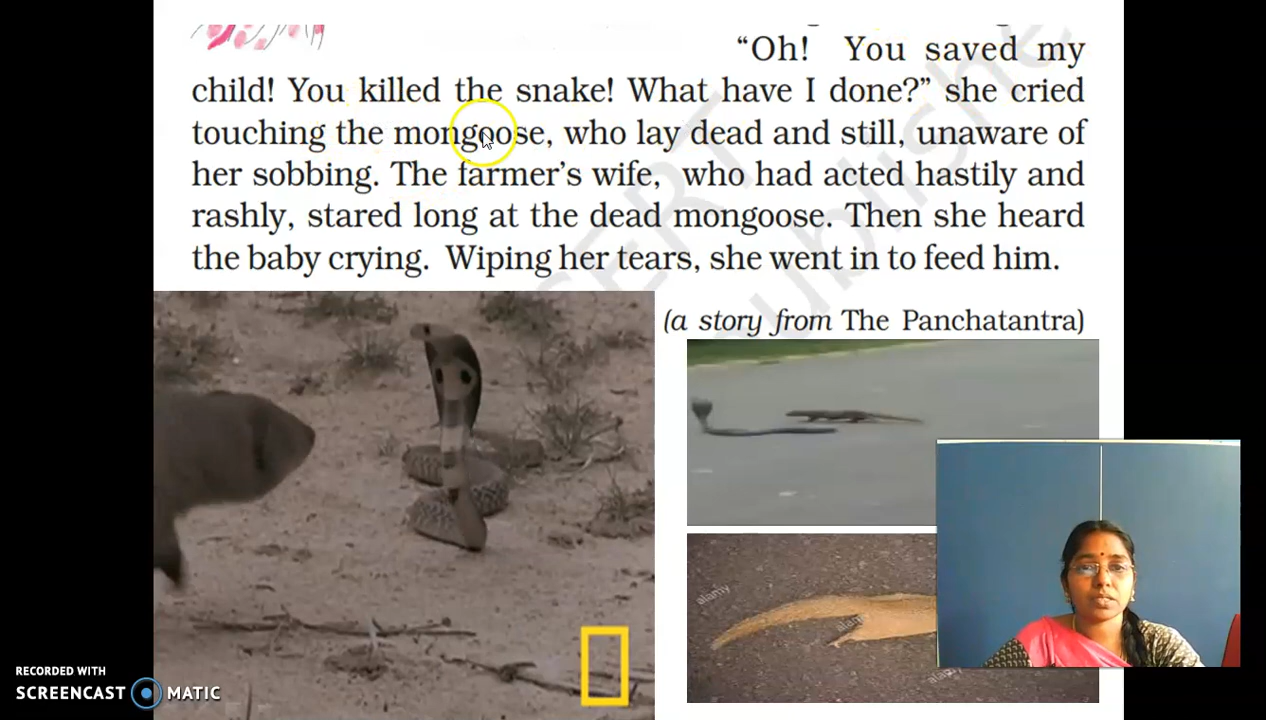 “Oh! You saved my
child! You killed the snake! What have I done?” she cried
touching the mongoose, who lay dead and still, unaware of
her sobbing. The farmer’s wife, who had acted hastily and
rashly, stared long at the dead mongoose. Then she heard
the baby crying. Wiping her tears, she went in to feed him.
(a story from The Panchatantra)
alamy
alamy
RECORDED WITH
SCREENCAST MATIC